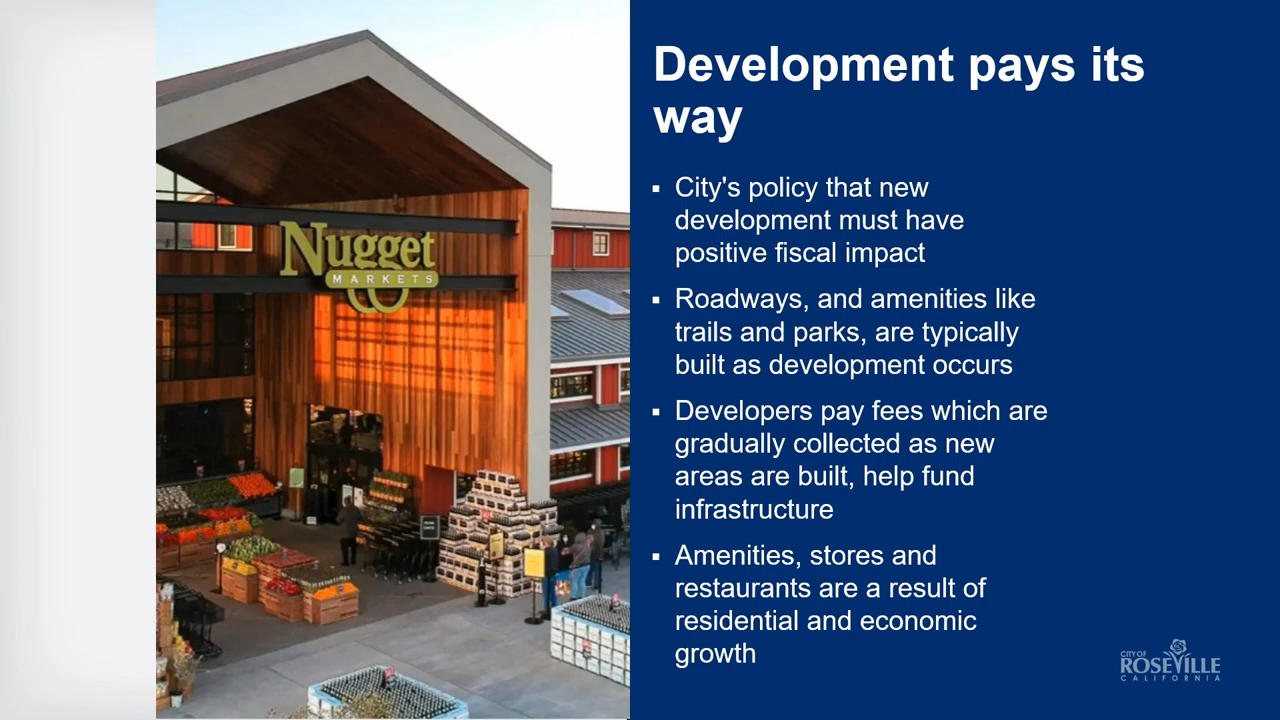 Nugget
MARKETS
Development pays its
way
▪ City's policy that new
development must have
positive fiscal impact
▪ Roadways, and amenities like
trails and parks, are typically
built as development occurs
▪ Developers pay fees which are
gradually collected as new
areas are built, help fund
infrastructure
▪ Amenities, stores and
restaurants are a result of
residential and economic
growth
CITY OF
ROSEVILLE
CALIFORNIA